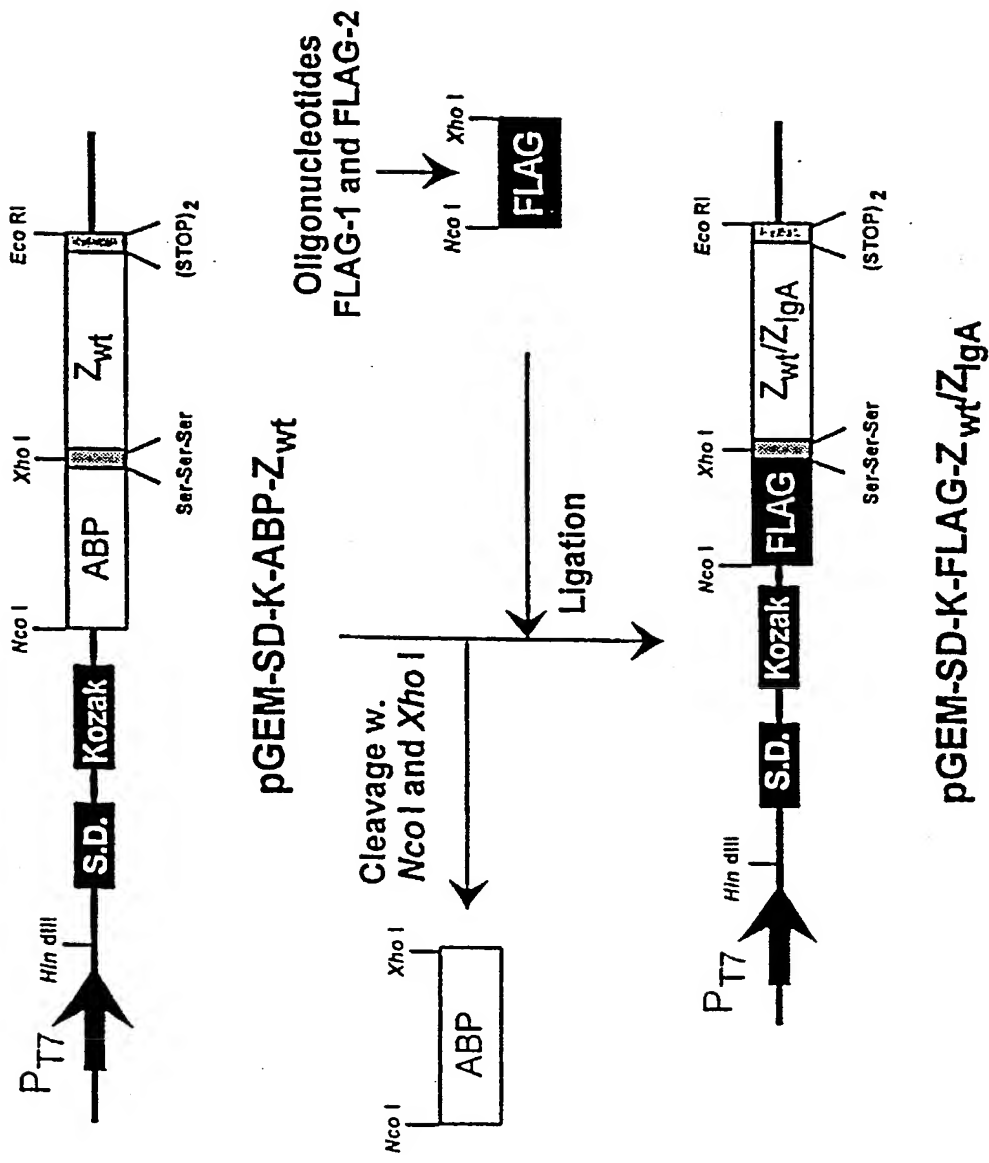 P T7
Hin dIII
S.D.
Kozak
Nco I
ABP
Xho I
Ser-Ser-Ser
Zwt
Eco RI
(STOP)2
pGEM-SD-K-ABP-Zwt
Cleavage w.
Nco I and Xho I
Nco I
ABP
Xho I
Oligonucleotides
FLAG-1 and FLAG-2
Nco I
FLAG
Xho I
Ligation
P T7
Hin dIII
S.D.
Kozak
Nco I
FLAG
Xho I
Ser-Ser-Ser
Zwt/ZIgA
Eco RI
(STOP)2
pGEM-SD-K-FLAG-Zwt/ZIgA